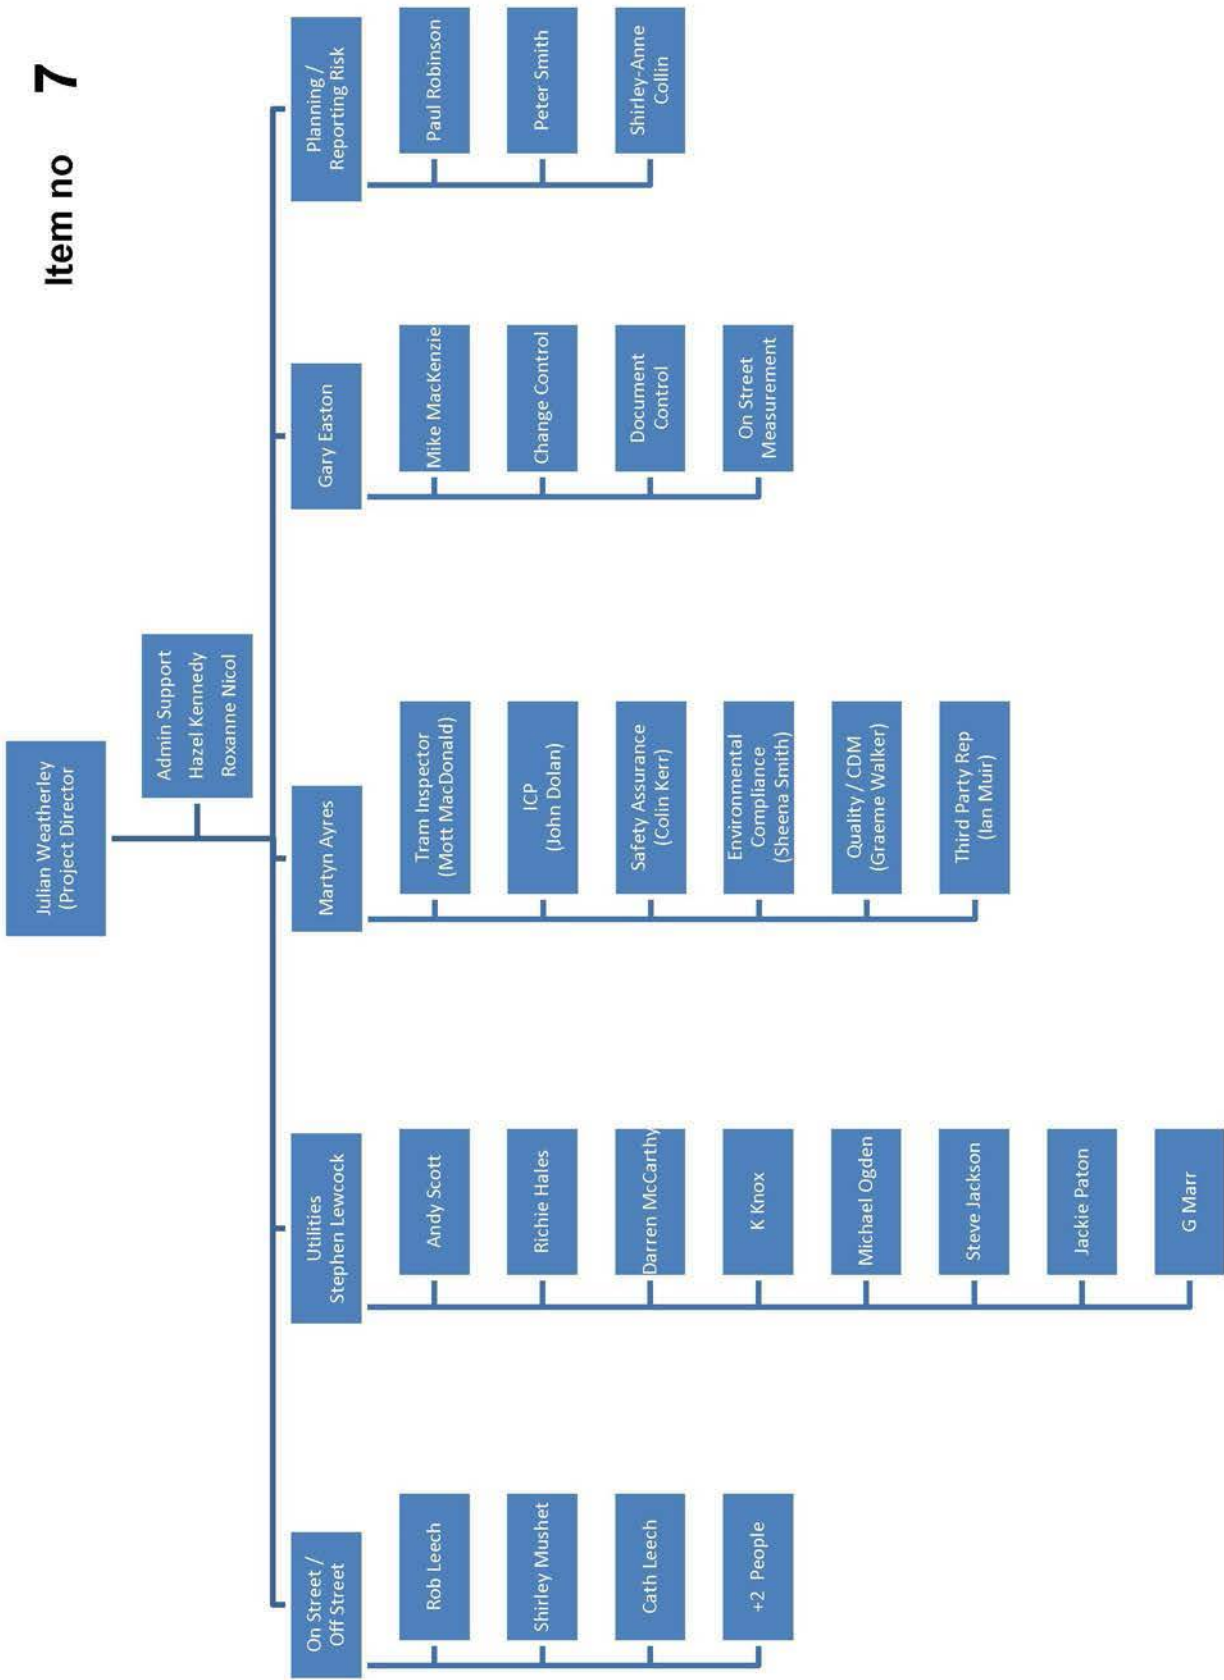 Item no 7
Julian Weatherley
(Project Director)
Admin Support
Hazel Kennedy
Roxanne Nicol
On Street /
Off Street
Rob Leech
Shirley Mushet
Cath Leech
+2 People
Utilities
Stephen Lewcock
Andy Scott
Richie Hales
Darren McCarthy
K Knox
Michael Ogden
Steve Jackson
Jackie Paton
G Marr
Martyn Ayres
Tram Inspector
(Mott MacDonald)
ICP
(John Dolan)
Safety Assurance
(Colin Kerr)
Environmental
Compliance
(Sheena Smith)
Quality / CDM
(Graeme Walker)
Third Party Rep
(Ian Muir)
Gary Easton
Mike MacKenzie
Change Control
Document
Control
On Street
Measurement
Planning /
Reporting Risk
Paul Robinson
Peter Smith
Shirley-Anne
Collin